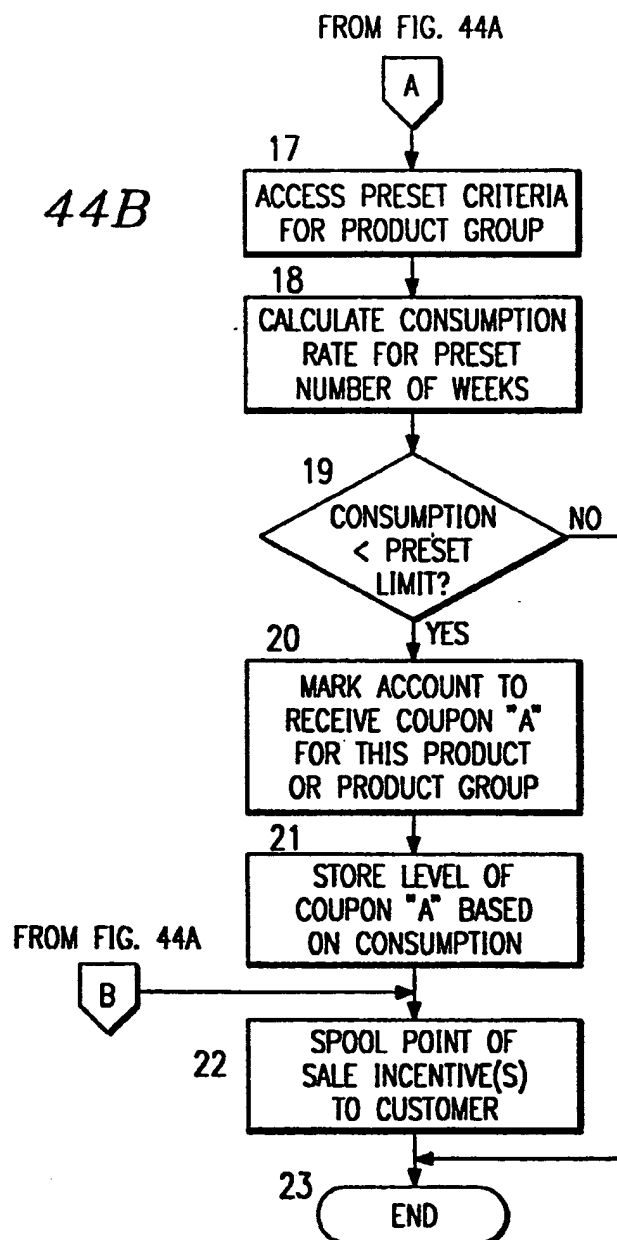 FROM FIG. 44A
A
17
44B
ACCESS PRESET CRITERIA
FOR PRODUCT GROUP
18
CALCULATE CONSUMPTION
RATE FOR PRESET
NUMBER OF WEEKS
19
CONSUMPTION
< PRESET
LIMIT?
NO
YES
20
MARK ACCOUNT TO
RECEIVE COUPON "A"
FOR THIS PRODUCT
OR PRODUCT GROUP
21
STORE LEVEL OF
COUPON "A" BASED
ON CONSUMPTION
FROM FIG. 44A
B
22
SPOOL POINT OF
SALE INCENTIVE(S)
TO CUSTOMER
23
END